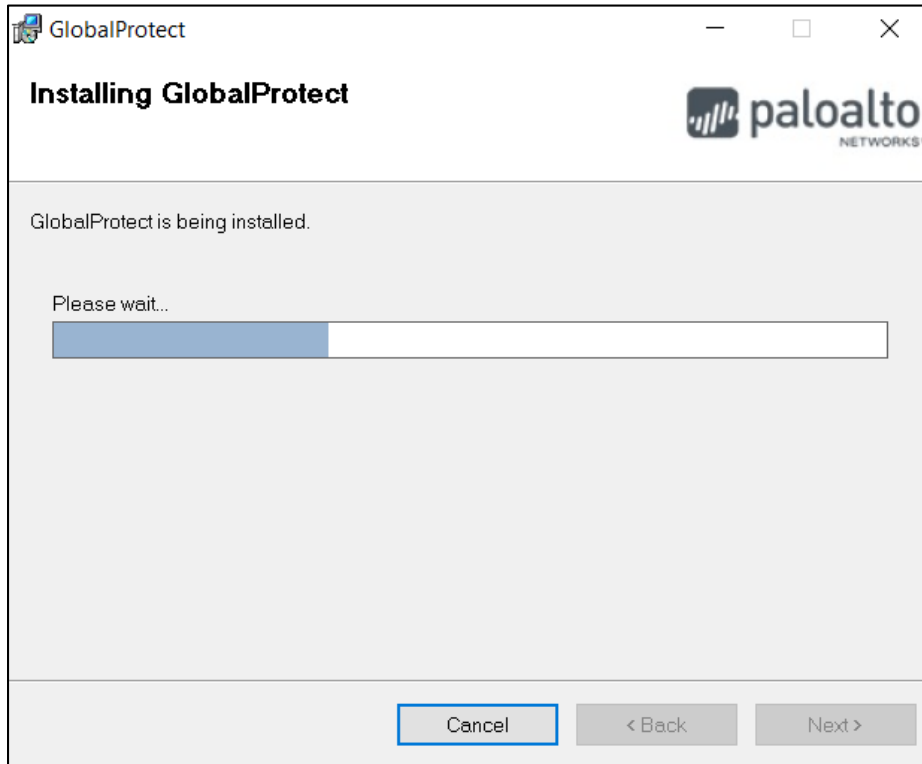 GlobalProtect
Installing GlobalProtect
paloalto
NETWORKS
GlobalProtect is being installed.
Please wait...
Cancel
< Back
Next >